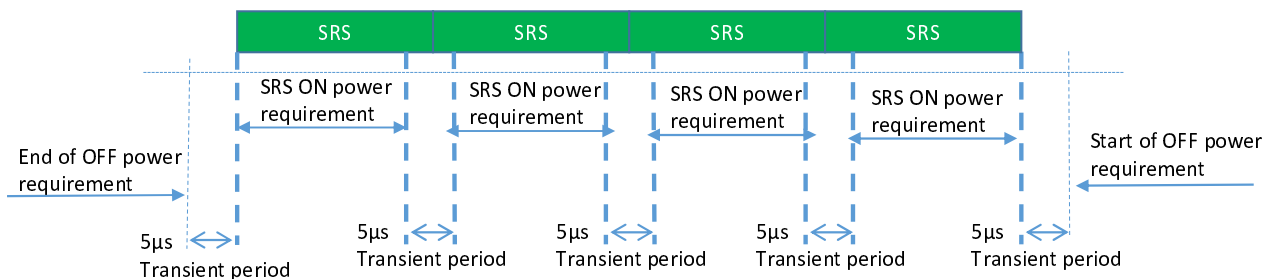 SRS SRS SRS SRS
SRS ON power
requirement
SRS ON power
requirement
SRS ON power
requirement
SRS ON power
requirement
End of OFF power
requirement
Start of OFF power
requirement
5µs
Transient period
5µs
Transient period
5µs
Transient period
5µs
Transient period
5µs
Transient period